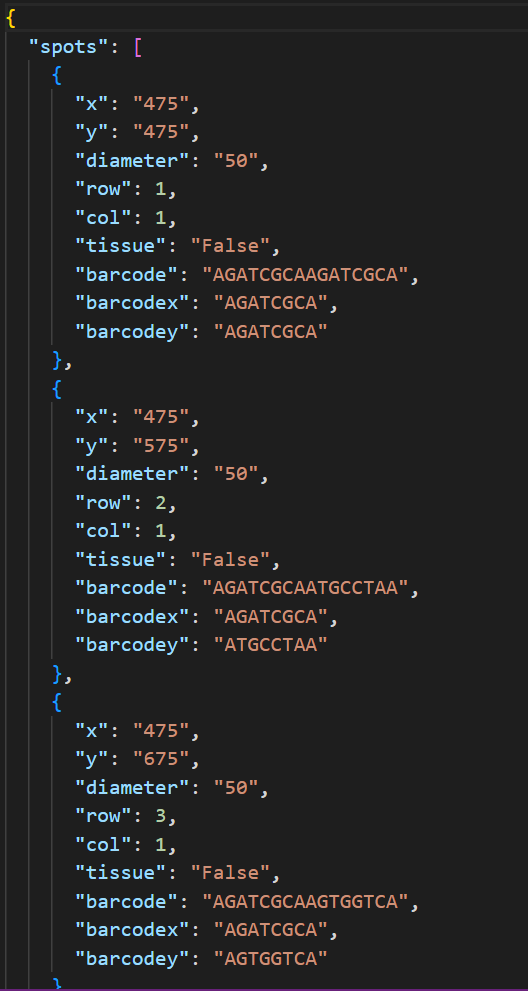 {
  "spots": [
    {
      "x": "475",
      "y": "475",
      "diameter": "50",
      "row": 1,
      "col": 1,
      "tissue": "False",
      "barcode": "AGATCGCAAGATCGCA",
      "barcodex": "AGATCGCA",
      "barcodey": "AGATCGCA"
    },
    {
      "x": "475",
      "y": "575",
      "diameter": "50",
      "row": 2,
      "col": 1,
      "tissue": "False",
      "barcode": "AGATCGCAATGCCTAA",
      "barcodex": "AGATCGCA",
      "barcodey": "ATGCCTAA"
    },
    {
      "x": "475",
      "y": "675",
      "diameter": "50",
      "row": 3,
      "col": 1,
      "tissue": "False",
      "barcode": "AGATCGCAAGTGGTCA",
      "barcodex": "AGATCGCA",
      "barcodey": "AGTGGTCA"
    }